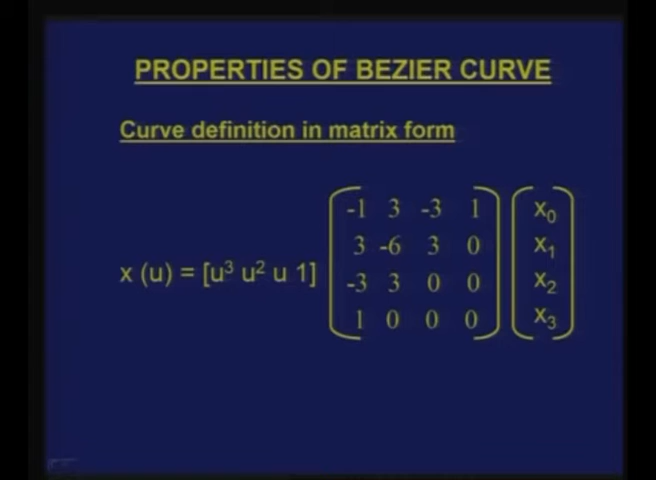 PROPERTIES OF BEZIER CURVE
Curve definition in matrix form
x (u) = [u³ u² u 1]
-1 3 -3 1
3 -6 3 0
-3 3 0 0
1 0 0 0
x₀
x₁
x₂
x₃